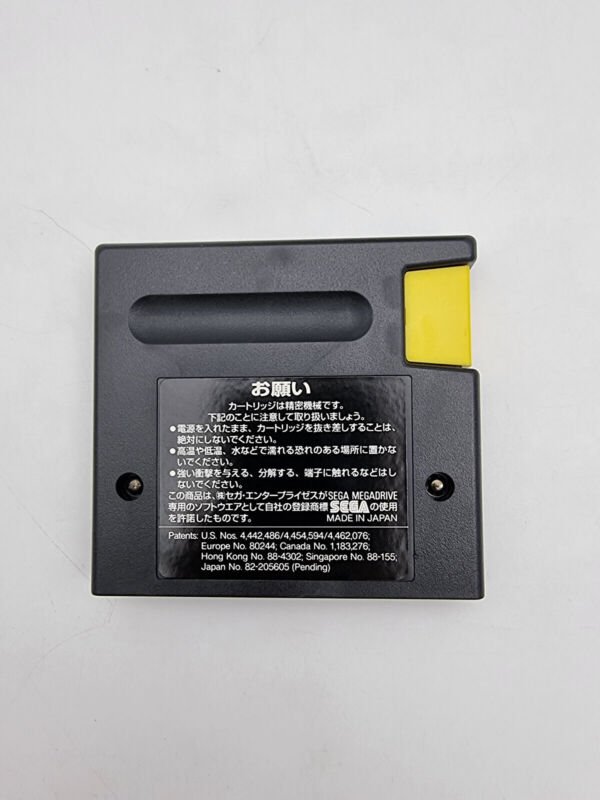 お願い
カートリッジは精密機械です。
下記のことに注意して取り扱いましょう。
●電源を入れたまま、カートリッジを抜き差しすることは、
絶対にしないでください。
●高温や低温、水などで濡れる恐れのある場所に置かな
いでください。
●強い衝撃を与える、分解する、端子に触れるなどはし
ないでください。
この商品は、㈱セガ・エンタープライゼスがSEGA MEGADRIVE
専用のソフトウエアとして自社の登録商標 SEGA の使用
を許諾したものです。 MADE IN JAPAN
Patents: U.S. Nos. 4,442,486/4,454,594/4,462,076;
Europe No. 80244; Canada No. 1,183,276;
Hong Kong No. 88-4302; Singapore No. 88-155;
Japan No. 82-205605 (Pending)